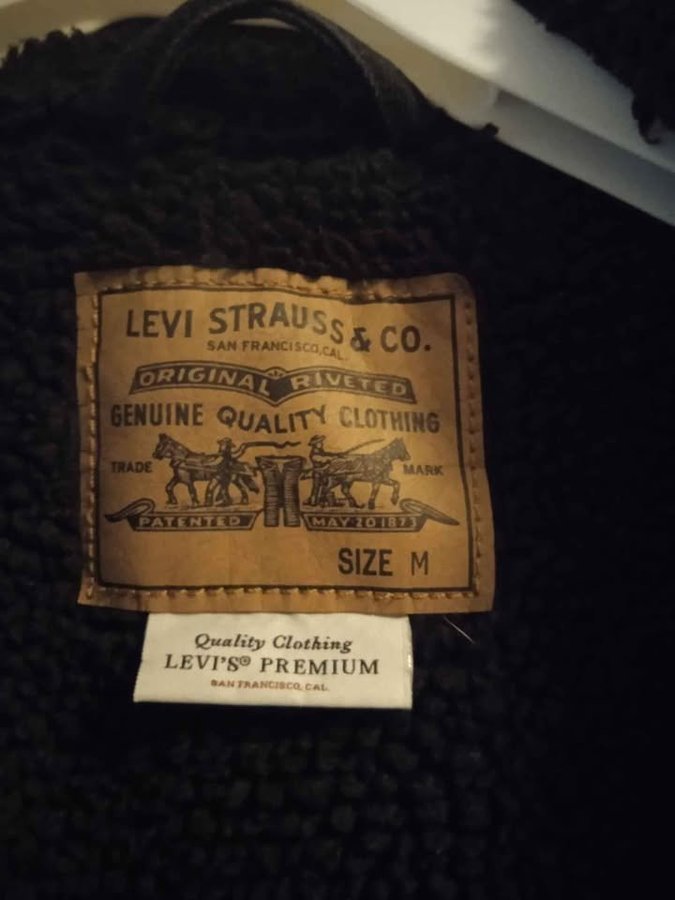 LEVI STRAUSS & CO.
SAN FRANCISCO, CAL.
ORIGINAL RIVETED
GENUINE QUALITY CLOTHING
TRADE MARK
PATENTED MAY 20 1873
SIZE M
Quality Clothing
LEVI'S® PREMIUM
SAN FRANCISCO, CAL.